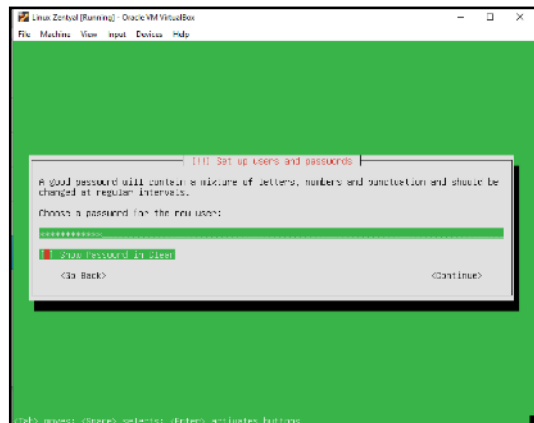 Linux Zentyal [Running] - Oracle VM VirtualBox
File Machine View Input Devices Help
[!!] Set up users and passwords
A good password will contain a mixture of letters, numbers and punctuation and should be
changed at regular intervals.
Choose a password for the new user:
[ ] Show Password in Clear
<Go Back> <Continue>
<Tab> moves; <Space> selects; <Enter> activates buttons